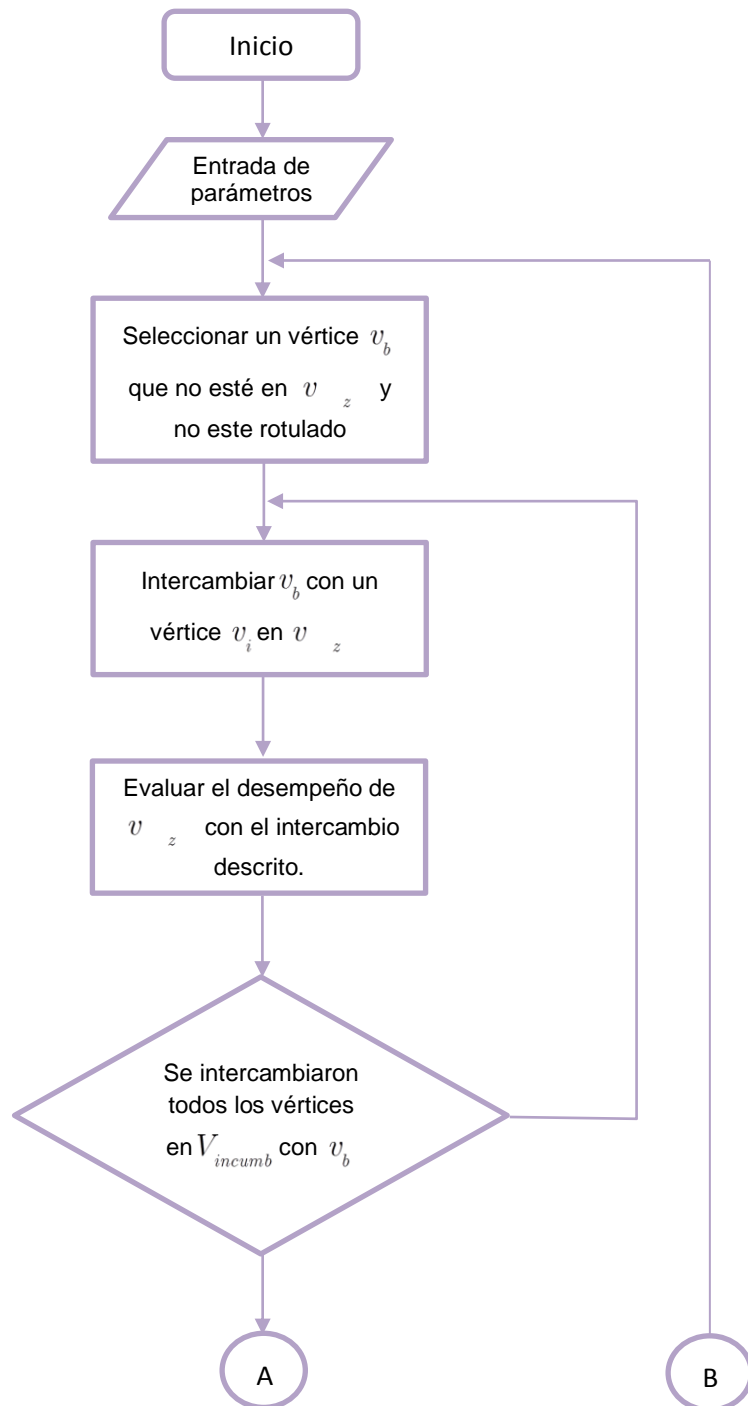 Inicio
Entrada de
parámetros
Seleccionar un vértice v_b
que no esté en v_z y
no este rotulado
Intercambiar v_b con un
vértice v_i en v_z
Evaluar el desempeño de
v_z con el intercambio
descrito.
Se intercambiaron
todos los vértices
en V_incumb con v_b
A
B